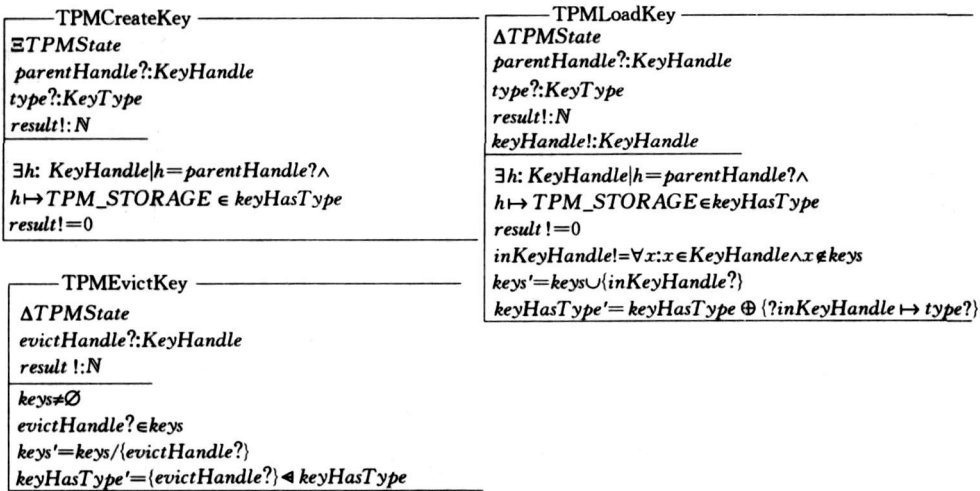 TPMCreateKey
ΞTPMState
parentHandle?:KeyHandle
type?:KeyType
result!:ℕ
∃h: KeyHandle|h=parentHandle?∧
h↦TPM_STORAGE ∈ keyHasType
result!=0
TPMEvictKey
ΔTPMState
evictHandle?:KeyHandle
result !:ℕ
keys≠∅
evictHandle?∈keys
keys'=keys/{evictHandle?}
keyHasType'={evictHandle?}⩤ keyHasType
TPMLoadKey
ΔTPMState
parentHandle?:KeyHandle
type?:KeyType
result!:ℕ
keyHandle!:KeyHandle
∃h: KeyHandle|h=parentHandle?∧
h↦ TPM_STORAGE∈keyHasType
result !=0
inKeyHandle!=∀x:x∈KeyHandle∧x∉keys
keys'=keys∪{inKeyHandle?}
keyHasType'= keyHasType ⊕ {?inKeyHandle ↦ type?}